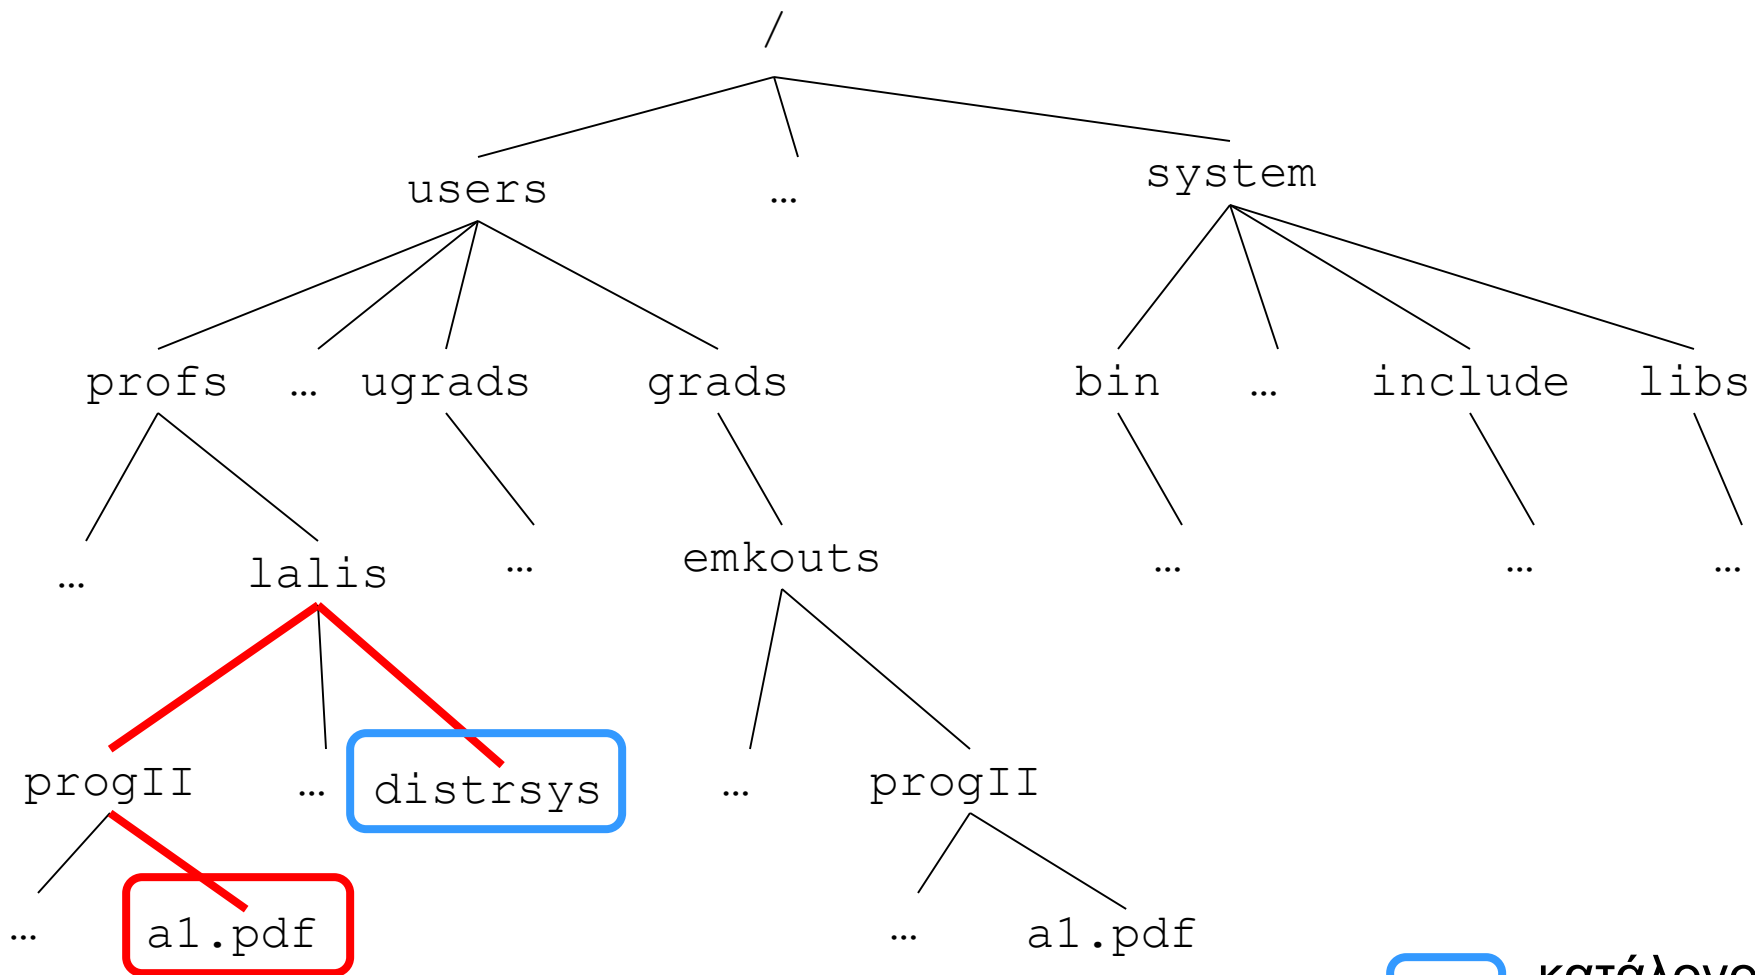 /
users … system
profs … ugrads grads bin … include libs
… lalis … emkouts … … …
progII … distrsys … progII
… a1.pdf … a1.pdf